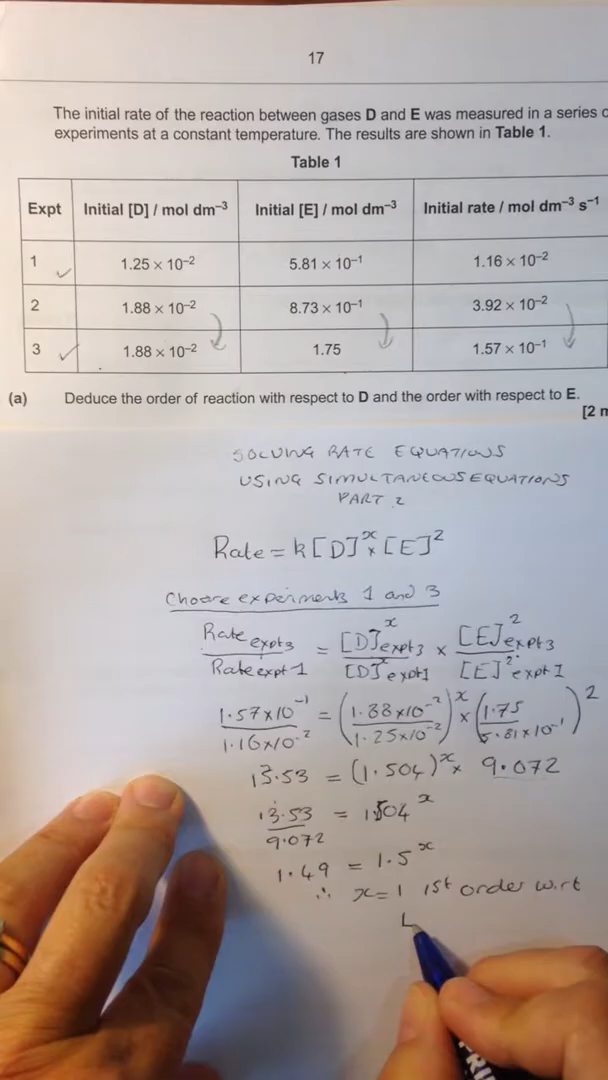 17
The initial rate of the reaction between gases D and E was measured in a series
experiments at a constant temperature. The results are shown in Table 1.
Table 1
Expt Initial [D] / mol dm⁻³ Initial [E] / mol dm⁻³ Initial rate / mol dm⁻³ s⁻¹
1 ✓ 1.25 × 10⁻² 5.81 × 10⁻¹ 1.16 × 10⁻²
2 1.88 × 10⁻² 8.73 × 10⁻¹ 3.92 × 10⁻²
3 ✓ 1.88 × 10⁻² 1.75 1.57 × 10⁻¹
(a) Deduce the order of reaction with respect to D and the order with respect to E.
[2 m
SOLVING RATE EQUATIONS
USING SIMULTANEOUS EQUATIONS
PART 2
Rate = k[D]ˣ × [E]²
Choose experiments 1 and 3
Rate expt3 / Rate expt1 = [D]ˣ expt3 / [D]ˣ expt1 × [E]² expt3 / [E]² expt1
1.57×10⁻¹ / 1.16×10⁻² = (1.88×10⁻² / 1.25×10⁻²)ˣ × (1.75 / 5.81×10⁻¹)²
13.53 = (1.504)ˣ × 9.072
13.53 / 9.072 = 1.504ˣ
1.49 = 1.5ˣ
∴ x=1 1st order w.r.t